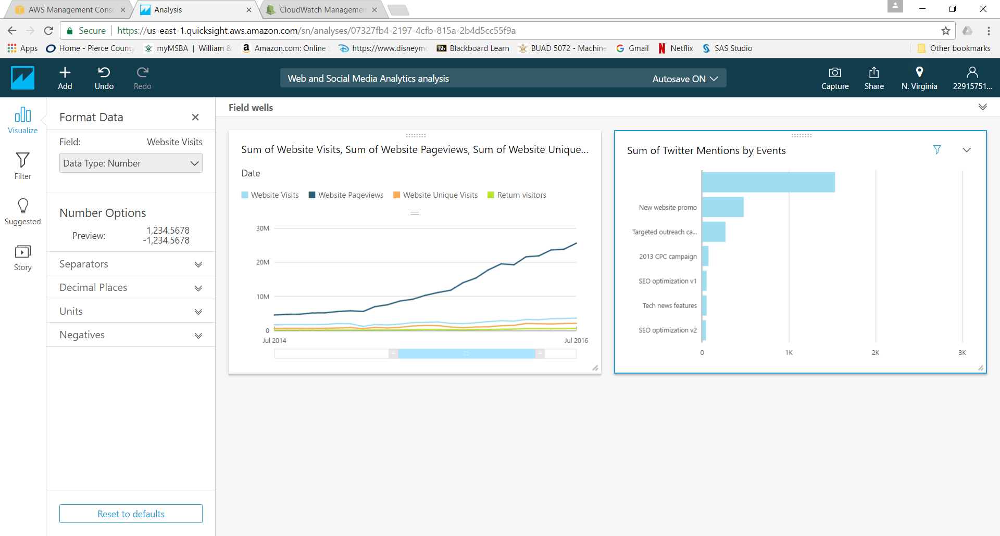 AWS Management Conso
Analysis
CloudWatch Managemen
Secure
https://us-east-1.quicksight.aws.amazon.com/sn/analyses/07327fb4-2197-4cfb-815a-2b4d5cc55f9a
Apps
Home - Pierce County
myMSBA | William &
Amazon.com: Online
https://www.disneymo
Bb Blackboard Learn
BUAD 5072 - Machine
Gmail
Netflix
SAS Studio
Other bookmarks
Add
Undo
Redo
Web and Social Media Analytics analysis
Autosave ON
Capture
Share
N. Virginia
22915751...
Visualize
Filter
Suggested
Story
Format Data
Field: Website Visits
Data Type: Number
Number Options
Preview: 1,234.5678
-1,234.5678
Separators
Decimal Places
Units
Negatives
Reset to defaults
Field wells
Sum of Website Visits, Sum of Website Pageviews, Sum of Website Unique...
Date
Website Visits Website Pageviews Website Unique Visits Return visitors
30M
20M
10M
0
Jul 2014 Jul 2016
Sum of Twitter Mentions by Events
New website promo
Targeted outreach ca...
2013 CPC campaign
SEO optimization v1
Tech news features
SEO optimization v2
0 1K 2K 3K